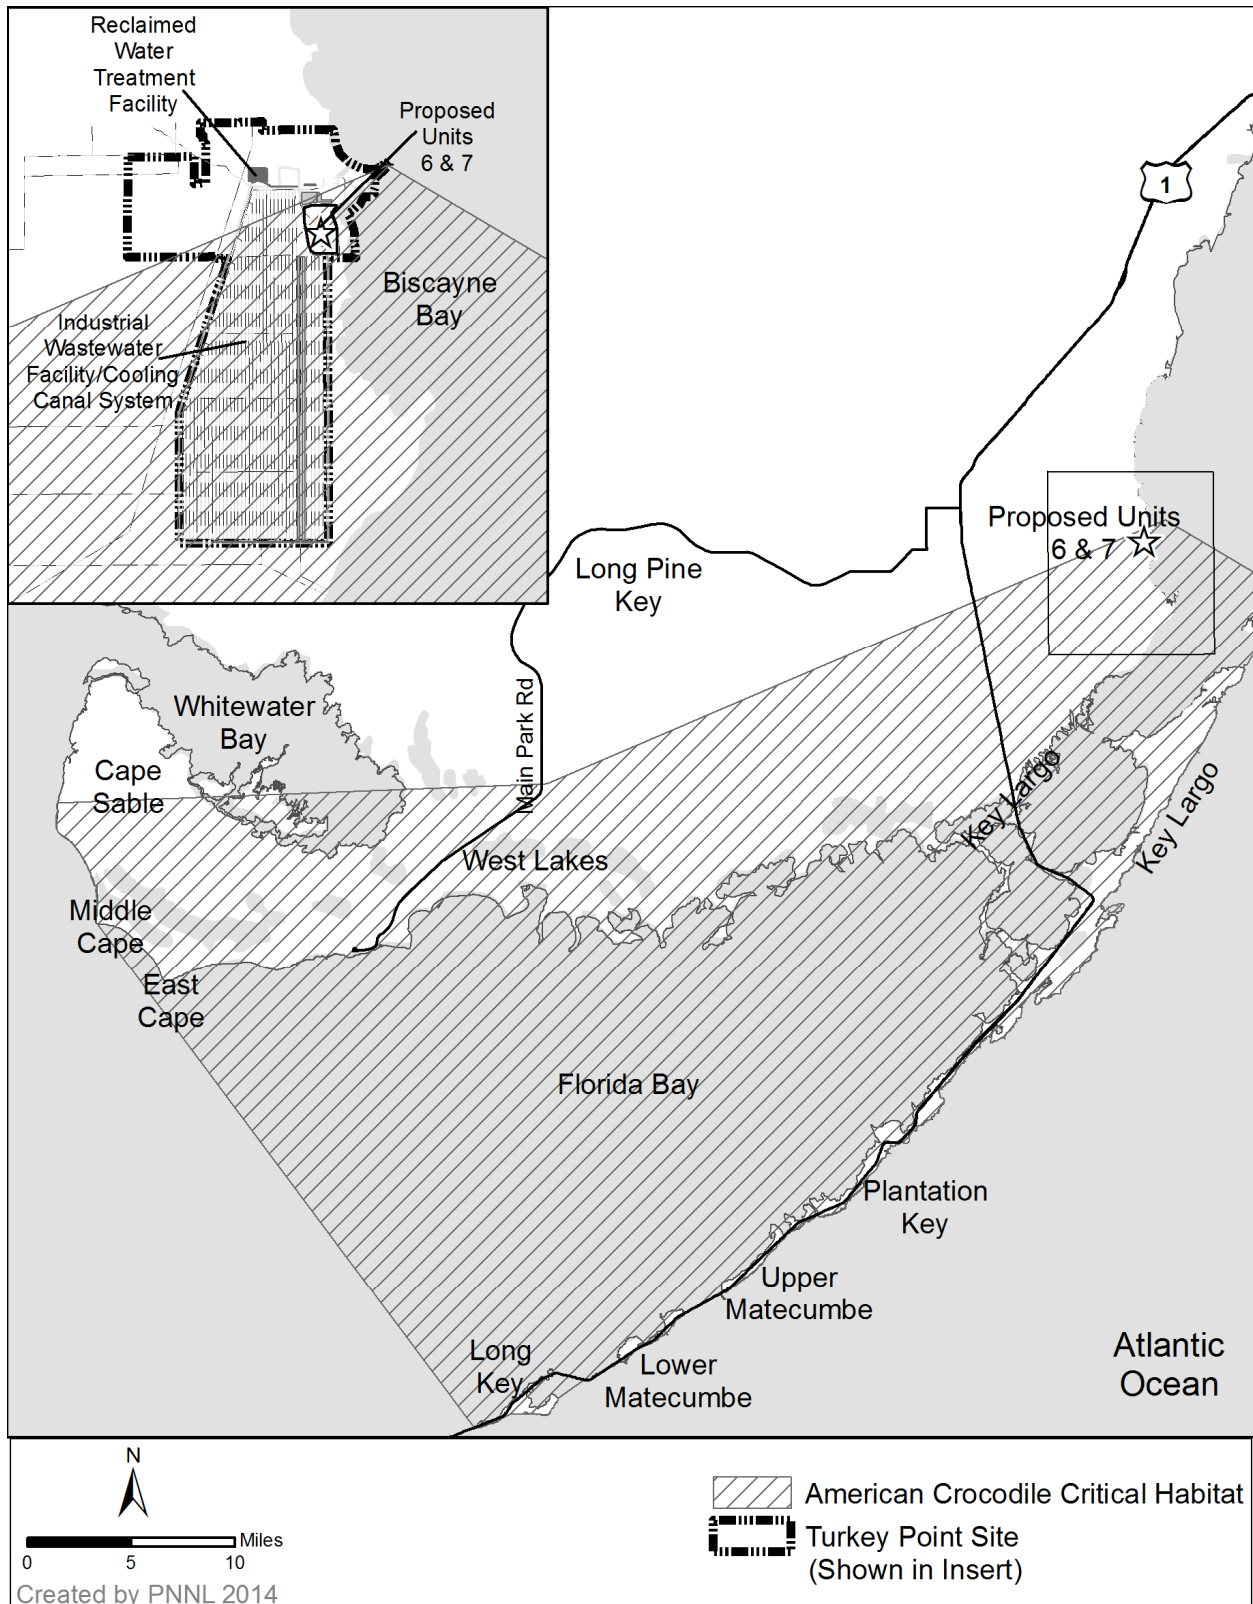 Reclaimed
Water
Treatment
Facility
Proposed
Units
6 & 7
Biscayne
Bay
Industrial
Wastewater
Facility/Cooling
Canal System
1
Proposed Units
6 & 7
Long Pine
Key
Main Park Rd
Whitewater
Bay
Cape
Sable
Key Largo
Key Largo
West Lakes
Middle
Cape
East
Cape
Florida Bay
Plantation
Key
Upper
Matecumbe
Long
Key
Lower
Matecumbe
Atlantic
Ocean
N
Miles
0 5 10
Created by PNNL 2014
American Crocodile Critical Habitat
Turkey Point Site
(Shown in Insert)